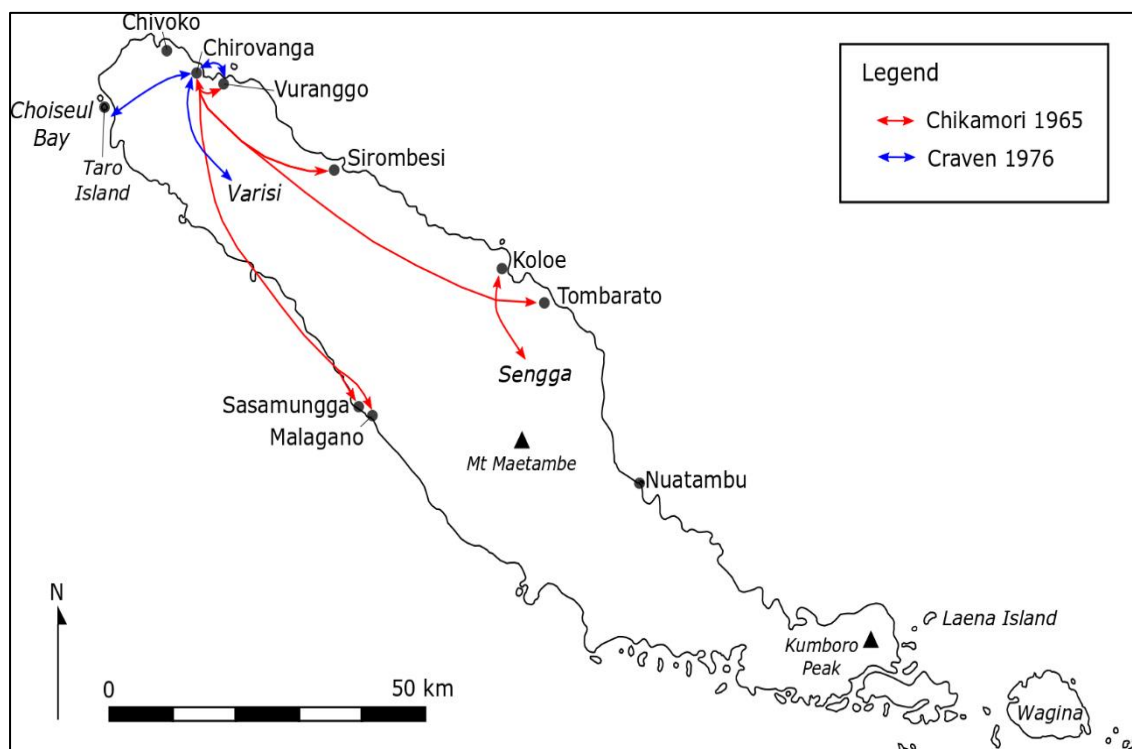 Chivoko
Chirovanga
Vuranggo
Choiseul
Bay
Taro
Island
Varisi
Sirombesi
Koloe
Tombarato
Sengga
Sasamungga
Malagano
Mt Maetambe
Nuatambu
Laena Island
Kumboro
Peak
Wagina
Legend
Chikamori 1965
Craven 1976
N
0
50 km